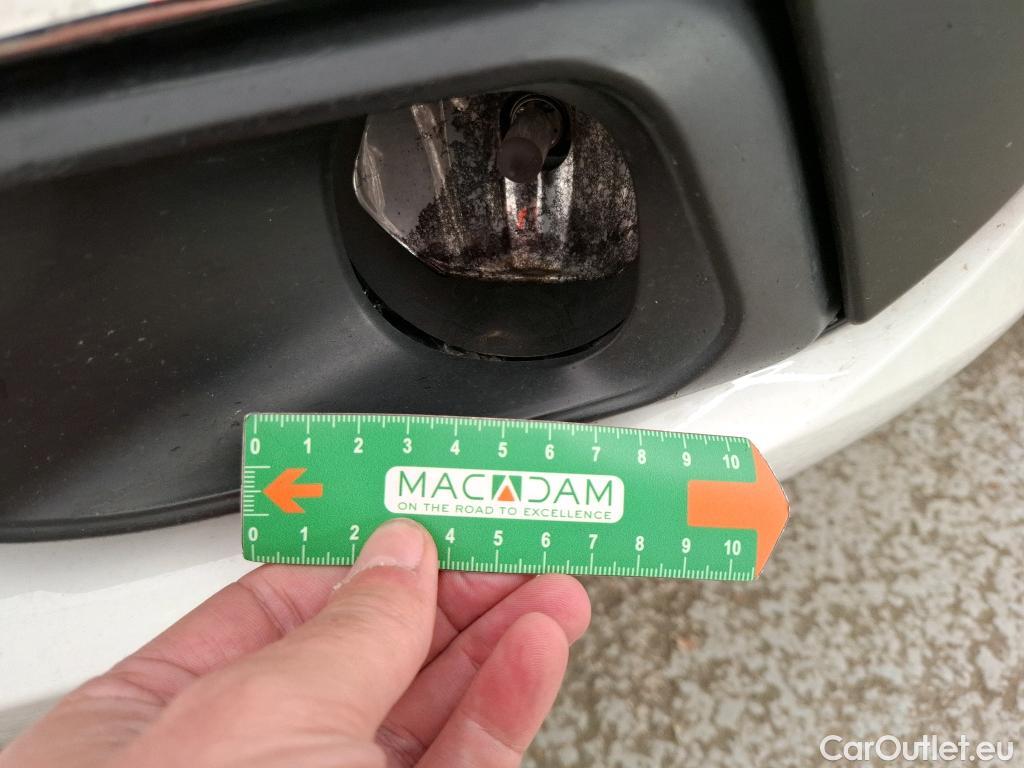 0 1 2 3 4 5 6 7 8 9 10
MACADAM
ON THE ROAD TO EXCELLENCE
0 1 2 4 5 6 7 8 9 10
CarOutlet.eu